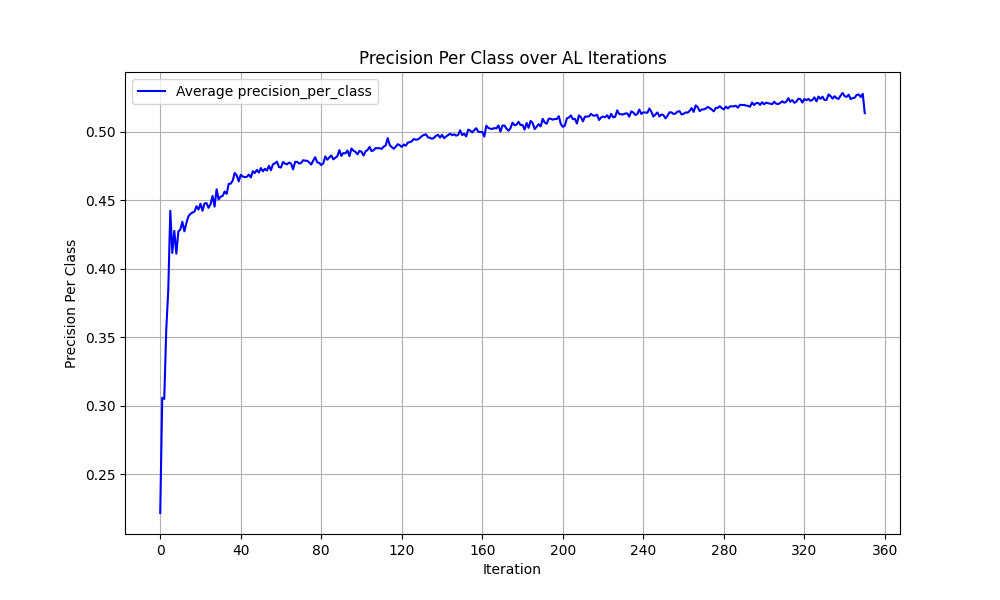 Precision Per Class over AL Iterations
Average precision_per_class
Precision Per Class
0.50
0.45
0.40
0.35
0.30
0.25
0 40 80 120 160 200 240 280 320 360
Iteration